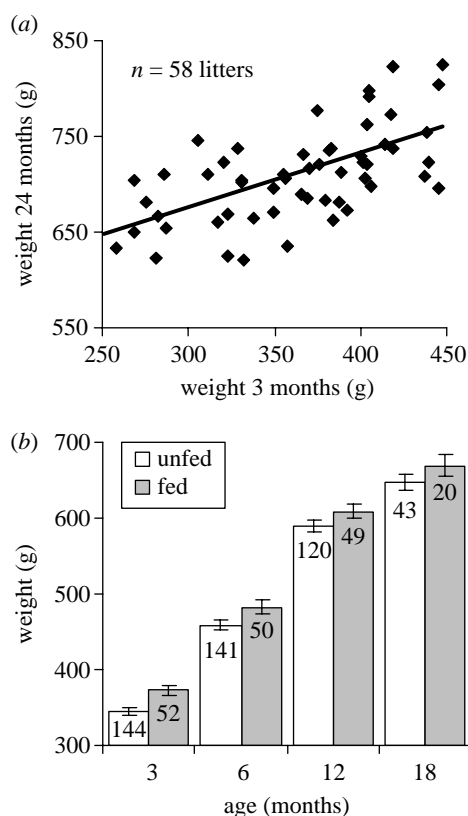 (a)
850
n = 58 litters
750
650
550
weight 24 months (g)
250 300 350 400 450
weight 3 months (g)
(b)
700
unfed
fed
600
500
400
300
weight (g)
144 52 141 50 120 49 43 20
3 6 12 18
age (months)